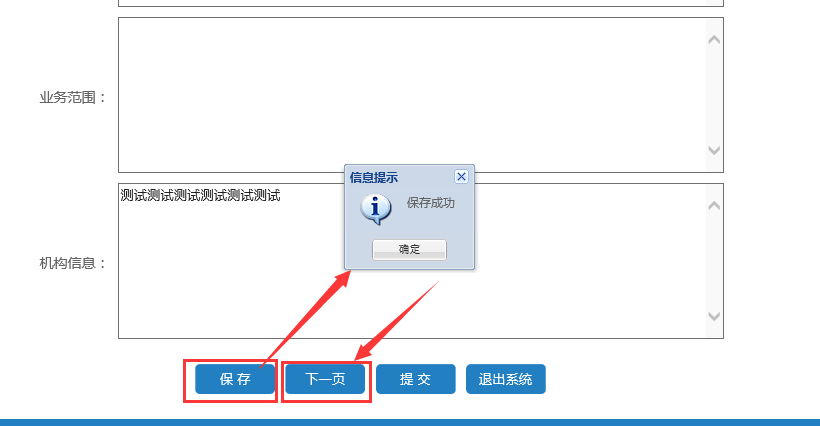 业务范围：
信息提示
保存成功
确定
测试测试测试测试测试测试
机构信息：
保 存
下一页
提 交
退出系统